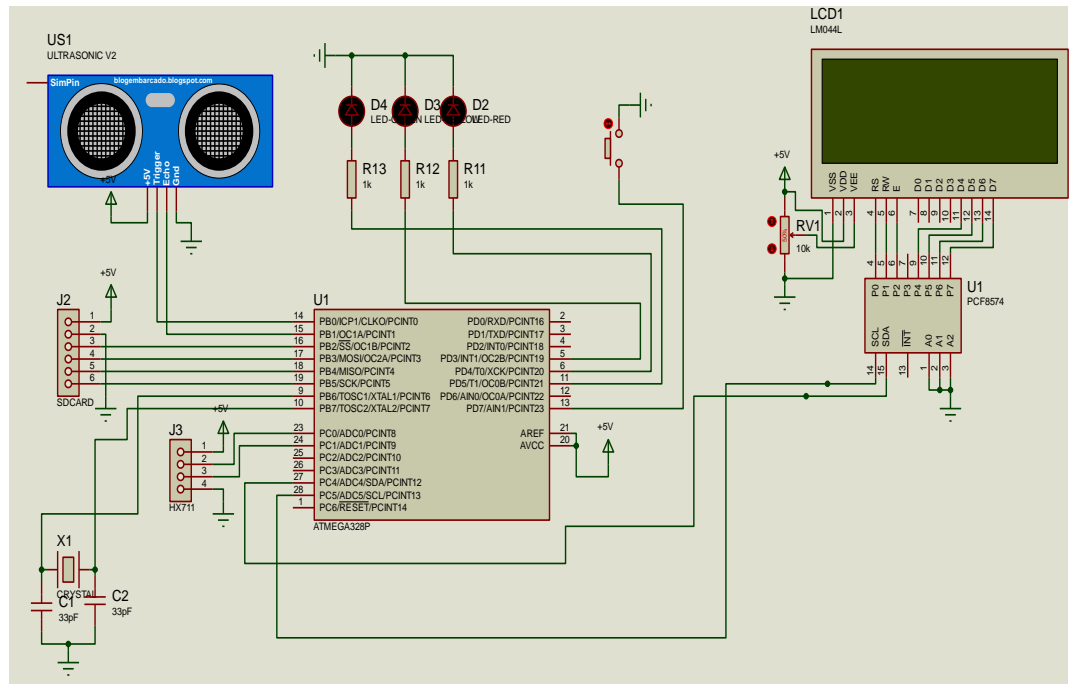 US1
ULTRASONIC V2
SimPin
blogembarcado.blogspot.com
+5V
Trigger
Echo
Gnd
+5V
D4
D3
D2
LED-RED
R13
1k
R12
1k
R11
1k
LCD1
LM044L
VSS
VDD
VEE
RS
RW
E
D0
D1
D2
D3
D4
D5
D6
D7
1
2
3
4
5
6
7
8
9
10
11
12
13
14
+5V
RV1
10k
50%
4
5
6
7
9
10
11
12
P0
P1
P2
P3
P4
P5
P6
P7
U1
PCF8574
SCL
SDA
INT
A0
A1
A2
14
15
13
1
2
3
J2
+5V
1
2
3
4
5
6
SDCARD
U1
14 PB0/ICP1/CLKO/PCINT0
15 PB1/OC1A/PCINT1
16 PB2/SS/OC1B/PCINT2
17 PB3/MOSI/OC2A/PCINT3
18 PB4/MISO/PCINT4
19 PB5/SCK/PCINT5
9 PB6/TOSC1/XTAL1/PCINT6
10 PB7/TOSC2/XTAL2/PCINT7
23 PC0/ADC0/PCINT8
24 PC1/ADC1/PCINT9
25 PC2/ADC2/PCINT10
26 PC3/ADC3/PCINT11
27 PC4/ADC4/SDA/PCINT12
28 PC5/ADC5/SCL/PCINT13
1 PC6/RESET/PCINT14
PD0/RXD/PCINT16 2
PD1/TXD/PCINT17 3
PD2/INT0/PCINT18 4
PD3/INT1/OC2B/PCINT19 5
PD4/T0/XCK/PCINT20 6
PD5/T1/OC0B/PCINT21 11
PD6/AIN0/OC0A/PCINT22 12
PD7/AIN1/PCINT23 13
AREF 21
AVCC 20
+5V
ATMEGA328P
J3
+5V
1
2
3
4
HX711
X1
CRYSTAL
C1
33pF
C2
33pF